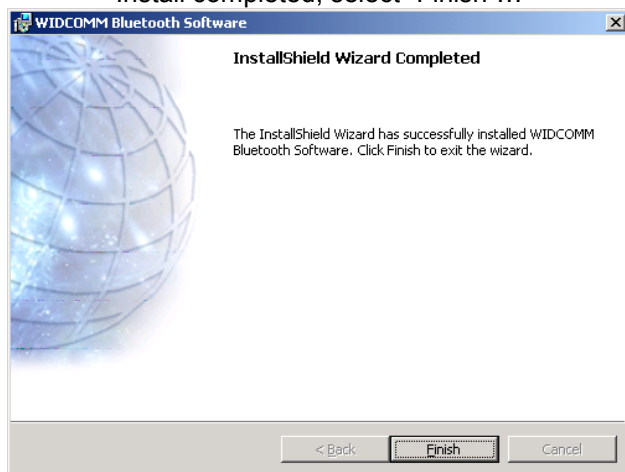 Install completed, select "Finish"...
WIDCOMM Bluetooth Software
InstallShield Wizard Completed
The InstallShield Wizard has successfully installed WIDCOMM
Bluetooth Software. Click Finish to exit the wizard.
< Back
Finish
Cancel